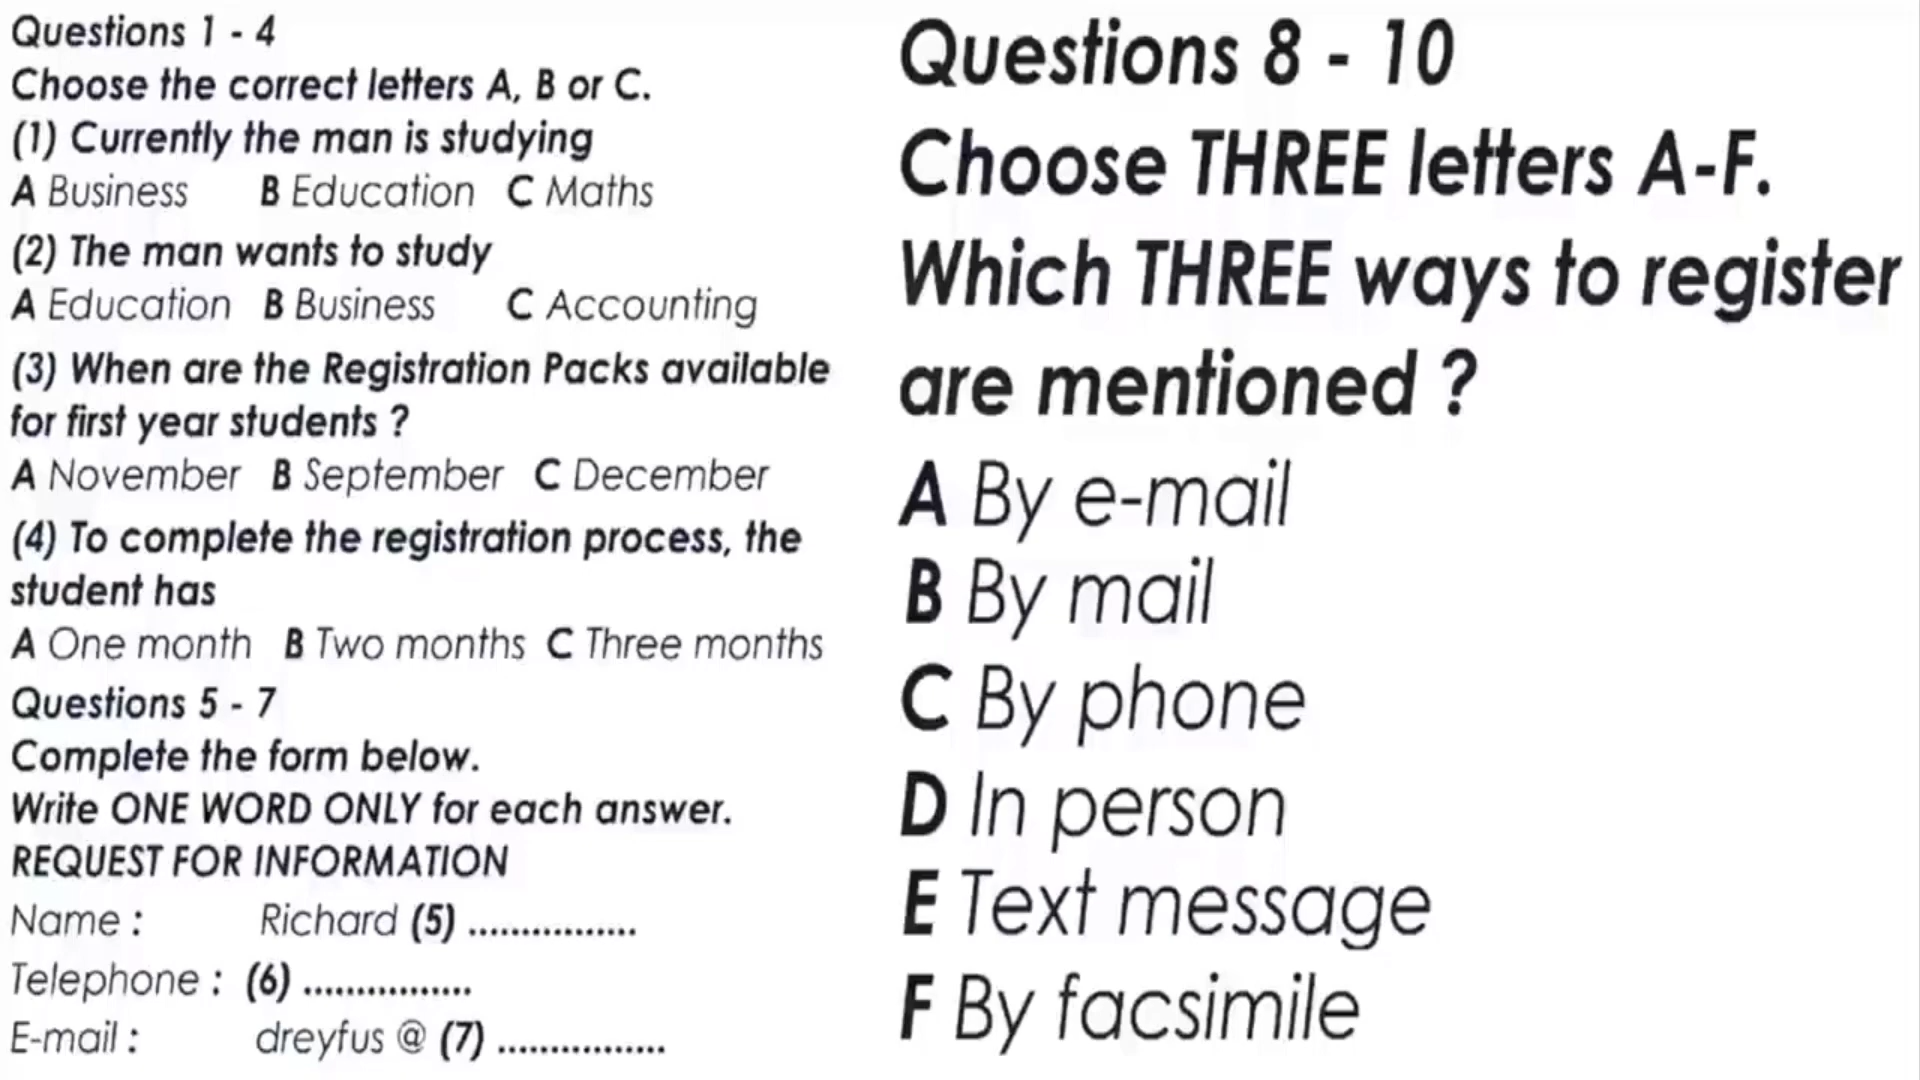 Questions 1 - 4
Choose the correct letters A, B or C.
(1) Currently the man is studying
A Business B Education C Maths
(2) The man wants to study
A Education B Business C Accounting
(3) When are the Registration Packs available
for first year students ?
A November B September C December
(4) To complete the registration process, the
student has
A One month B Two months C Three months
Questions 5 - 7
Complete the form below.
Write ONE WORD ONLY for each answer.
REQUEST FOR INFORMATION
Name : Richard (5) ................
Telephone : (6) ................
E-mail : dreyfus @ (7) ................
Questions 8 - 10
Choose THREE letters A-F.
Which THREE ways to register
are mentioned ?
A By e-mail
B By mail
C By phone
D In person
E Text message
F By facsimile